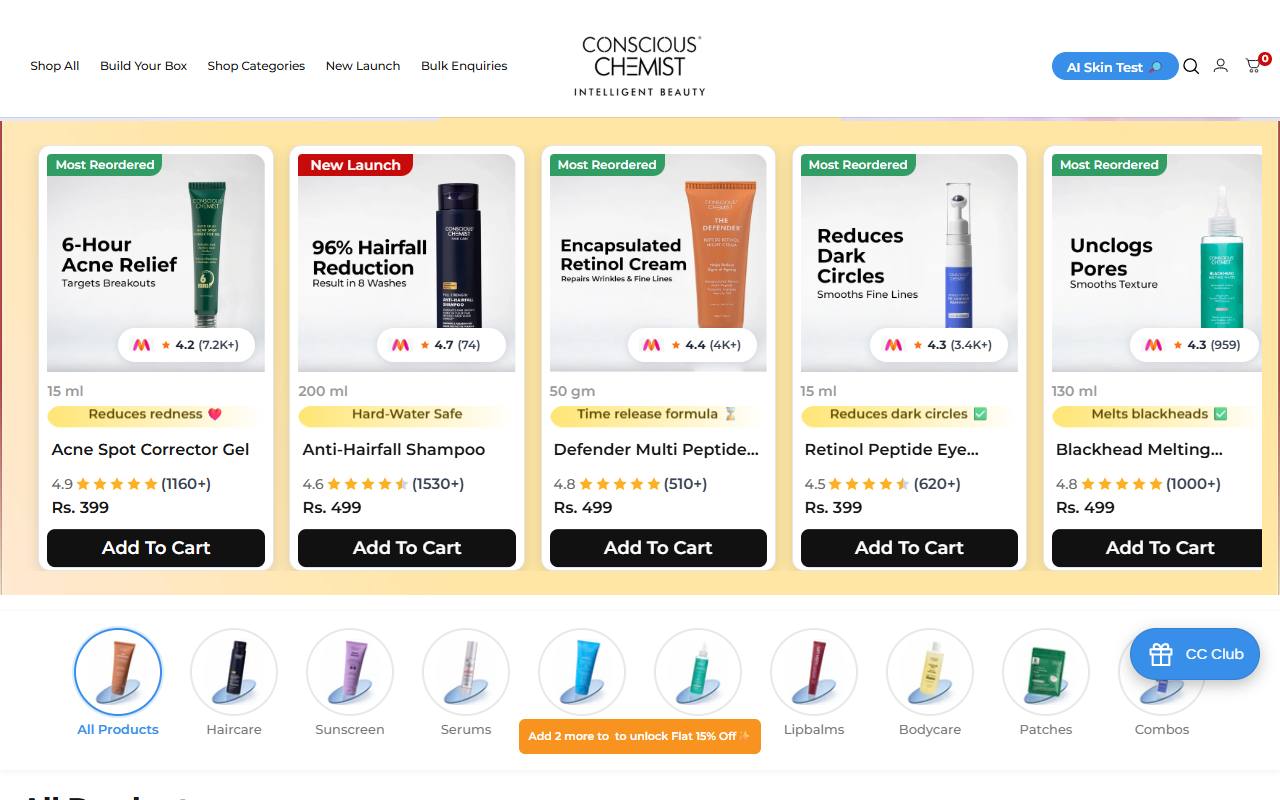 Shop All
Build Your Box
Shop Categories
New Launch
Bulk Enquiries
CONSCIOUS
CHEMIST
INTELLIGENT BEAUTY
AI Skin Test 🔎
0
Most Reordered
6-Hour
Acne Relief
Targets Breakouts
4.2 (7.2K+)
15 ml
Reduces redness ❤️
Acne Spot Corrector Gel
4.9 ★★★★★ (1160+)
Rs. 399
Add To Cart
New Launch
96% Hairfall
Reduction
Result in 8 Washes
4.7 (74)
200 ml
Hard-Water Safe
Anti-Hairfall Shampoo
4.6 (1530+)
Rs. 499
Add To Cart
Most Reordered
Encapsulated
Retinol Cream
Repairs Wrinkles & Fine Lines
THE
DEFENDER
4.4 (4K+)
50 gm
Time release formula ⌛
Defender Multi Peptide...
4.8 ★★★★★ (510+)
Rs. 499
Add To Cart
Most Reordered
Reduces
Dark
Circles
Smooths Fine Lines
4.3 (3.4K+)
15 ml
Reduces dark circles ✅
Retinol Peptide Eye...
4.5 (620+)
Rs. 399
Add To Cart
Most Reordered
Unclogs
Pores
Smooths Texture
4.3 (959)
130 ml
Melts blackheads ✅
Blackhead Melting...
4.8 ★★★★★ (1000+)
Rs. 499
Add To Cart
All Products
Haircare
Sunscreen
Serums
Lipbalms
Bodycare
Patches
Combos
CC Club
Add 2 more to to unlock Flat 15% Off ✨